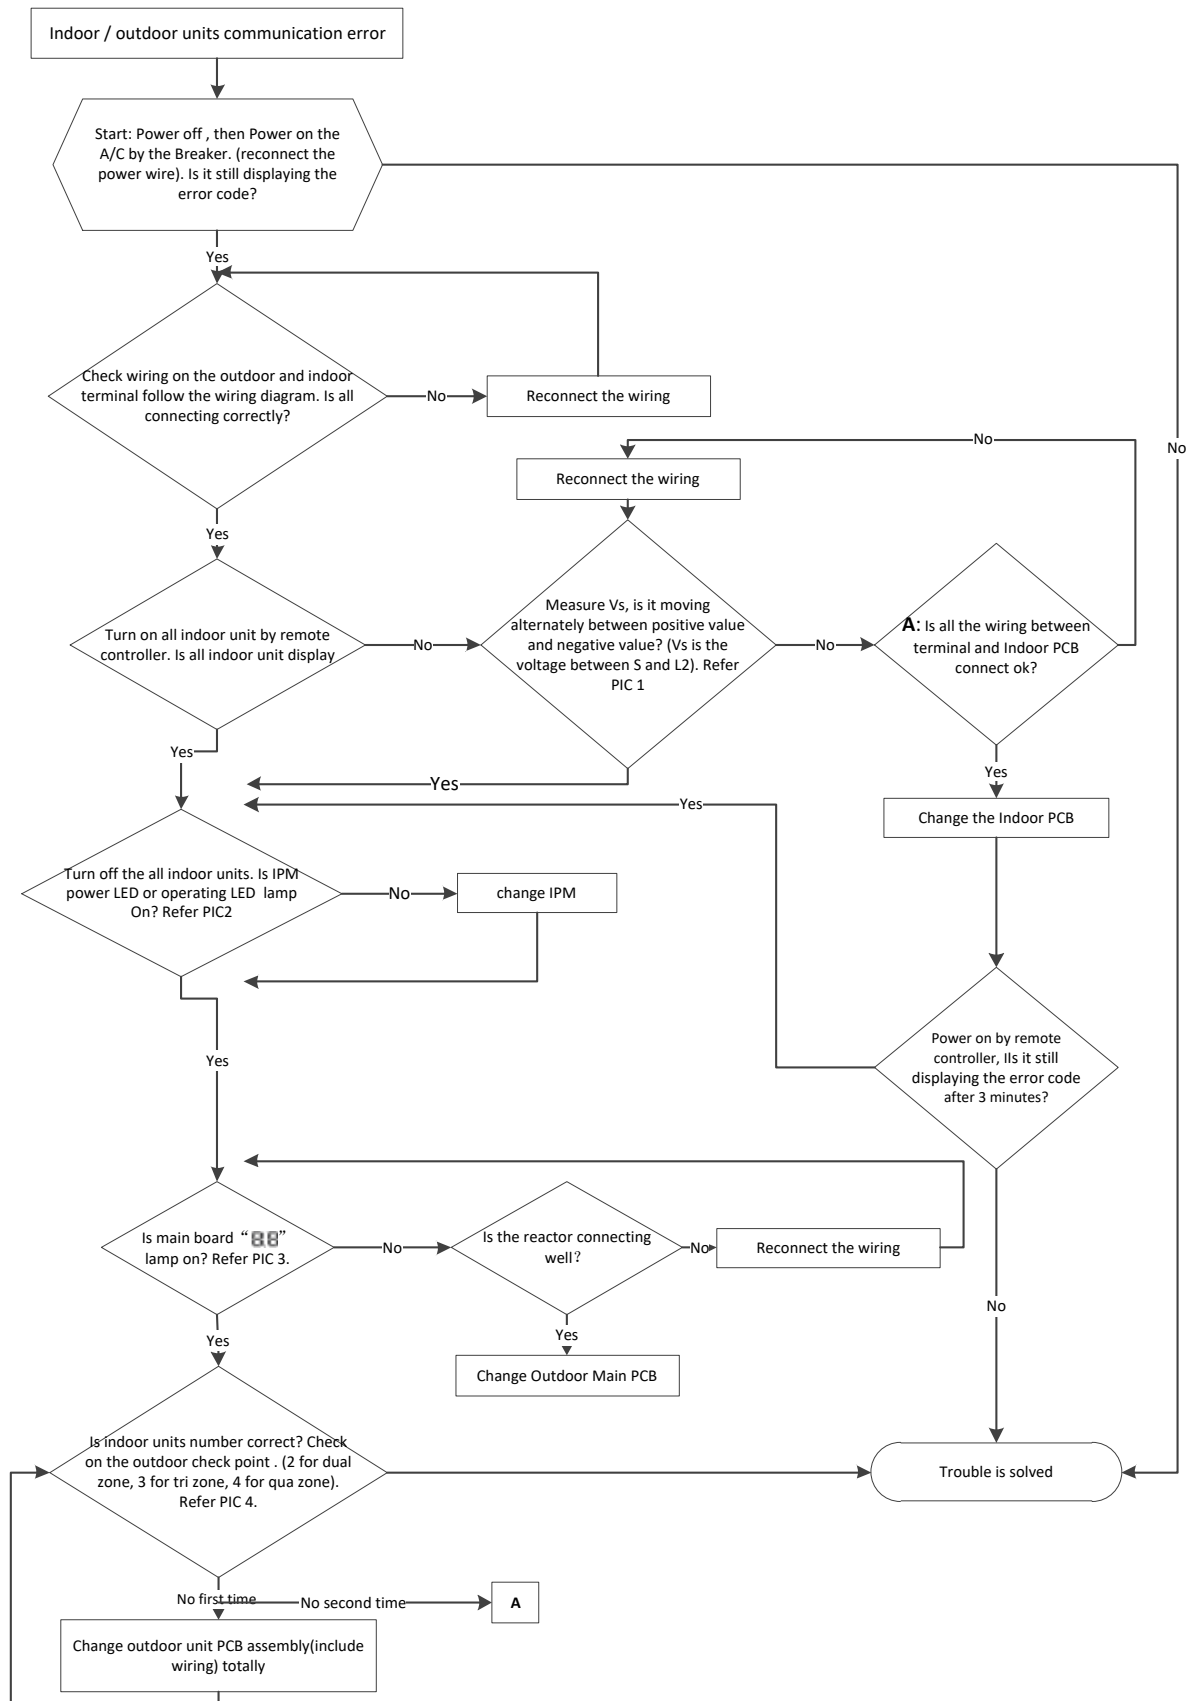 Indoor / outdoor units communication error
Start: Power off , then Power on the
A/C by the Breaker. (reconnect the
power wire). Is it still displaying the
error code?
Yes
No
Check wiring on the outdoor and indoor
terminal follow the wiring diagram. Is all
connecting correctly?
No
Reconnect the wiring
No
Reconnect the wiring
Yes
Turn on all indoor unit by remote
controller. Is all indoor unit display
No
Measure Vs, is it moving
alternately between positive value
and negative value? (Vs is the
voltage between S and L2). Refer
PIC 1
No
A: Is all the wiring between
terminal and Indoor PCB
connect ok?
Yes
Yes
Yes
Yes
Change the Indoor PCB
Turn off the all indoor units. Is IPM
power LED or operating LED lamp
On? Refer PIC2
No
change IPM
Yes
Power on by remote
controller, IIs it still
displaying the error code
after 3 minutes?
Is main board “8.8”
lamp on? Refer PIC 3.
No
Is the reactor connecting
well?
No
Reconnect the wiring
No
Yes
Yes
Change Outdoor Main PCB
Is indoor units number correct? Check
on the outdoor check point . (2 for dual
zone, 3 for tri zone, 4 for qua zone).
Refer PIC 4.
Trouble is solved
No first time
No second time
A
Change outdoor unit PCB assembly(include
wiring) totally